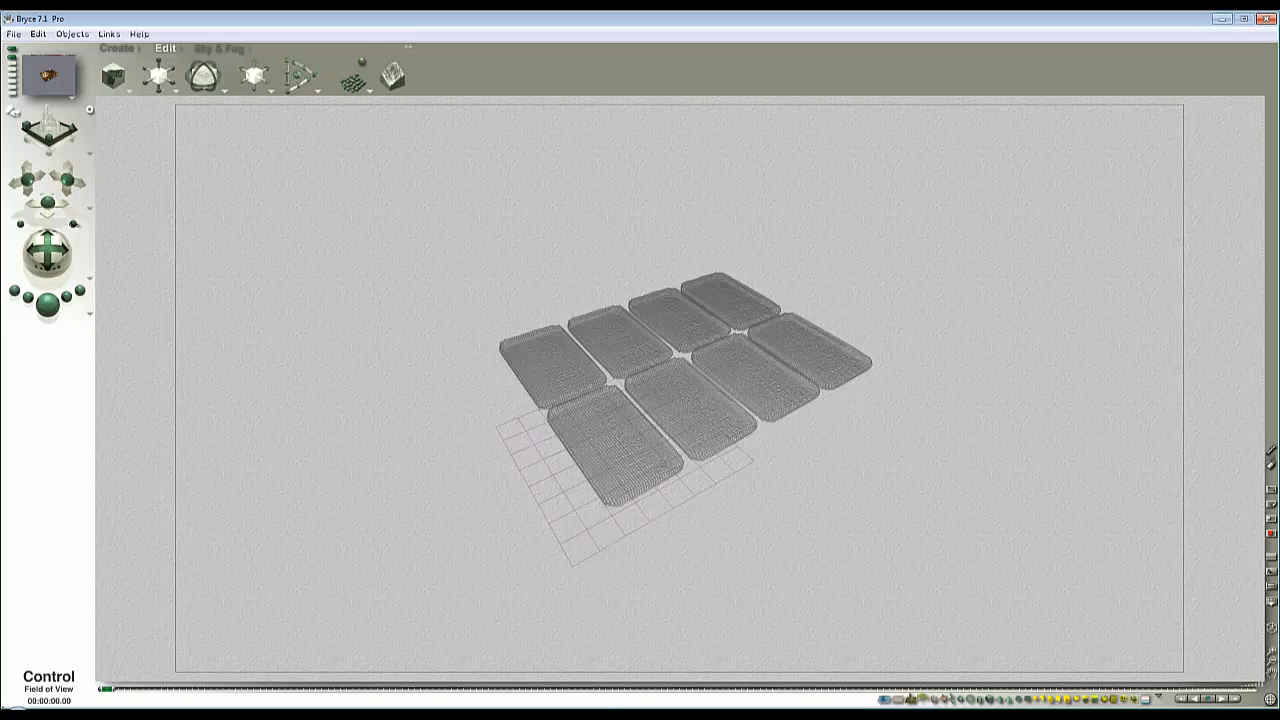 Bryce 7.1 Pro
File Edit Objects Links Help
Create Edit Sky & Fog
Control
Field of View
00:00:00.00